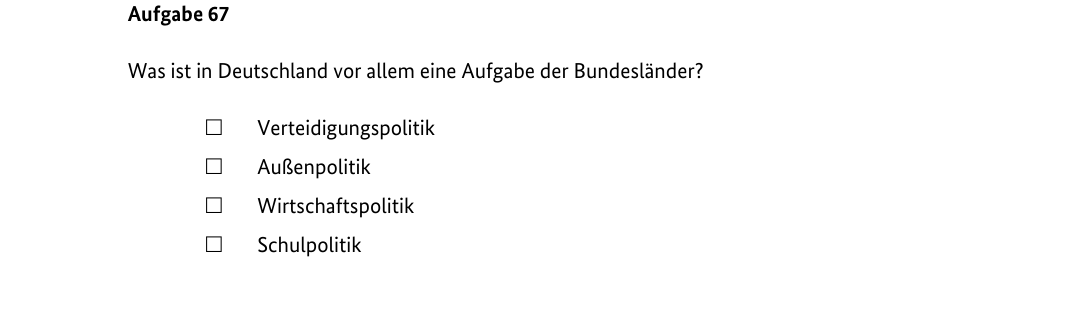 Aufgabe 67
Was ist in Deutschland vor allem eine Aufgabe der Bundesländer?
☐ Verteidigungspolitik
☐ Außenpolitik
☐ Wirtschaftspolitik
☐ Schulpolitik